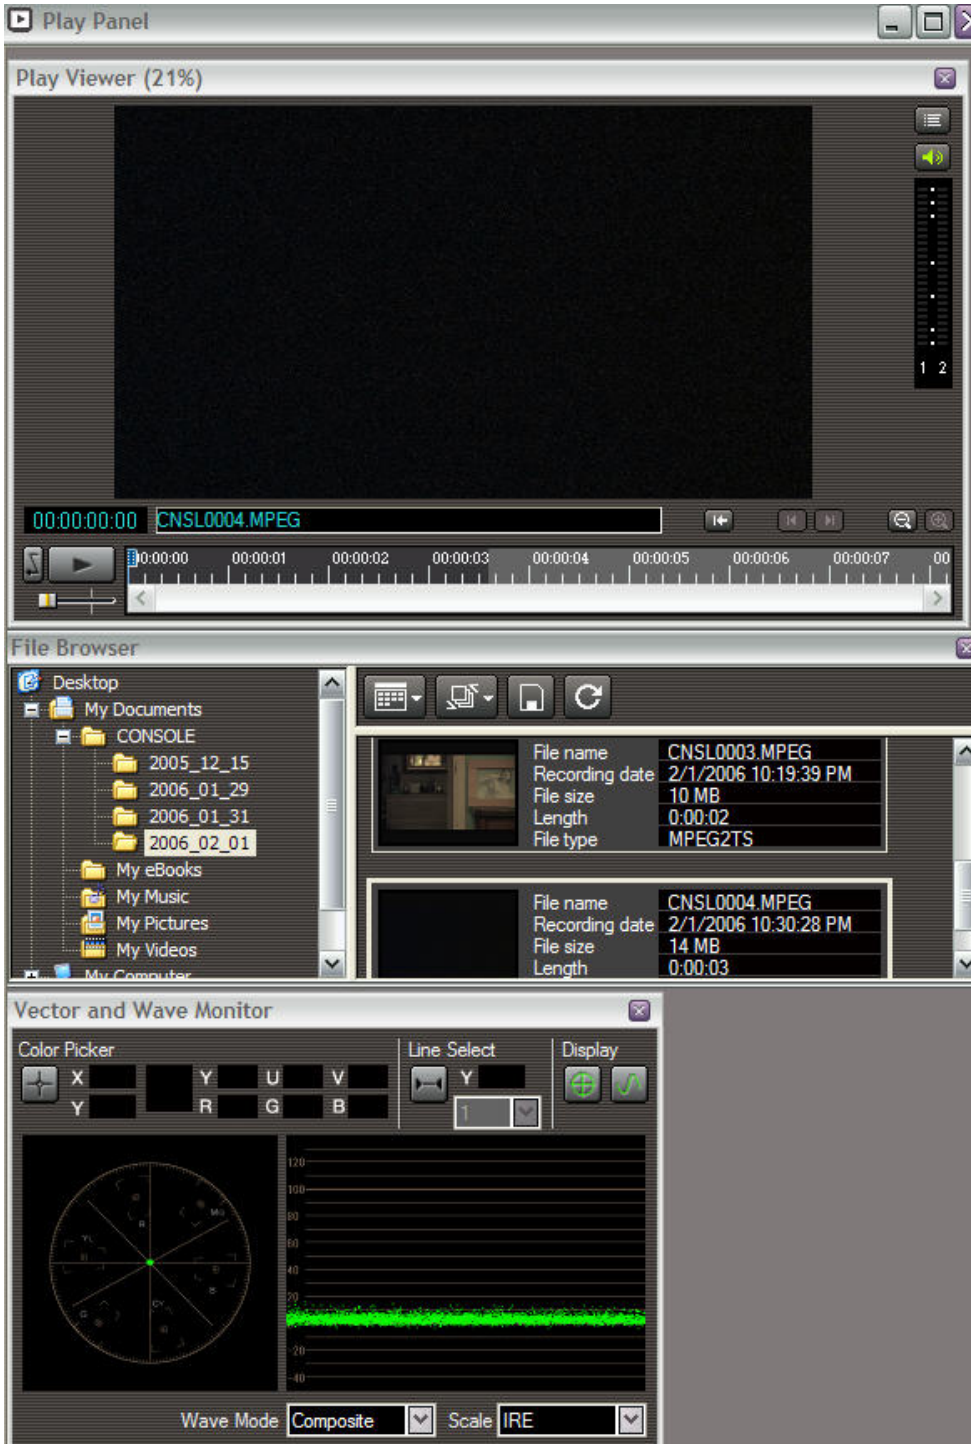 Play Panel
Play Viewer (21%)
1 2
00:00:00:00 CNSL0004.MPEG
0:00:00 00:00:01 00:00:02 00:00:03 00:00:04 00:00:05 00:00:06 00:00:07 00
File Browser
Desktop
My Documents
CONSOLE
2005_12_15
2006_01_29
2006_01_31
2006_02_01
My eBooks
My Music
My Pictures
My Videos
My Computer
File name CNSL0003.MPEG
Recording date 2/1/2006 10:19:39 PM
File size 10 MB
Length 0:00:02
File type MPEG2TS
File name CNSL0004.MPEG
Recording date 2/1/2006 10:30:28 PM
File size 14 MB
Length 0:00:03
Vector and Wave Monitor
Color Picker
X Y U V
Y R G B
Line Select
Y
1
Display
R
MG
YL
B
G
CY
120
100
80
60
40
20
-20
-40
Wave Mode Composite Scale IRE